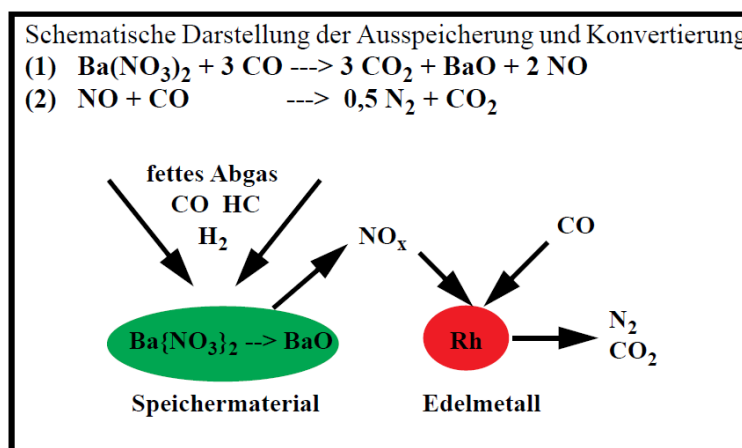 Schematische Darstellung der Ausspeicherung und Konvertierung
(1) Ba(NO₃)₂ + 3 CO ---> 3 CO₂ + BaO + 2 NO
(2) NO + CO ---> 0,5 N₂ + CO₂
fettes Abgas
CO HC
H₂
NOₓ
CO
Ba{NO₃}₂ --> BaO
Rh
N₂
CO₂
Speichermaterial
Edelmetall